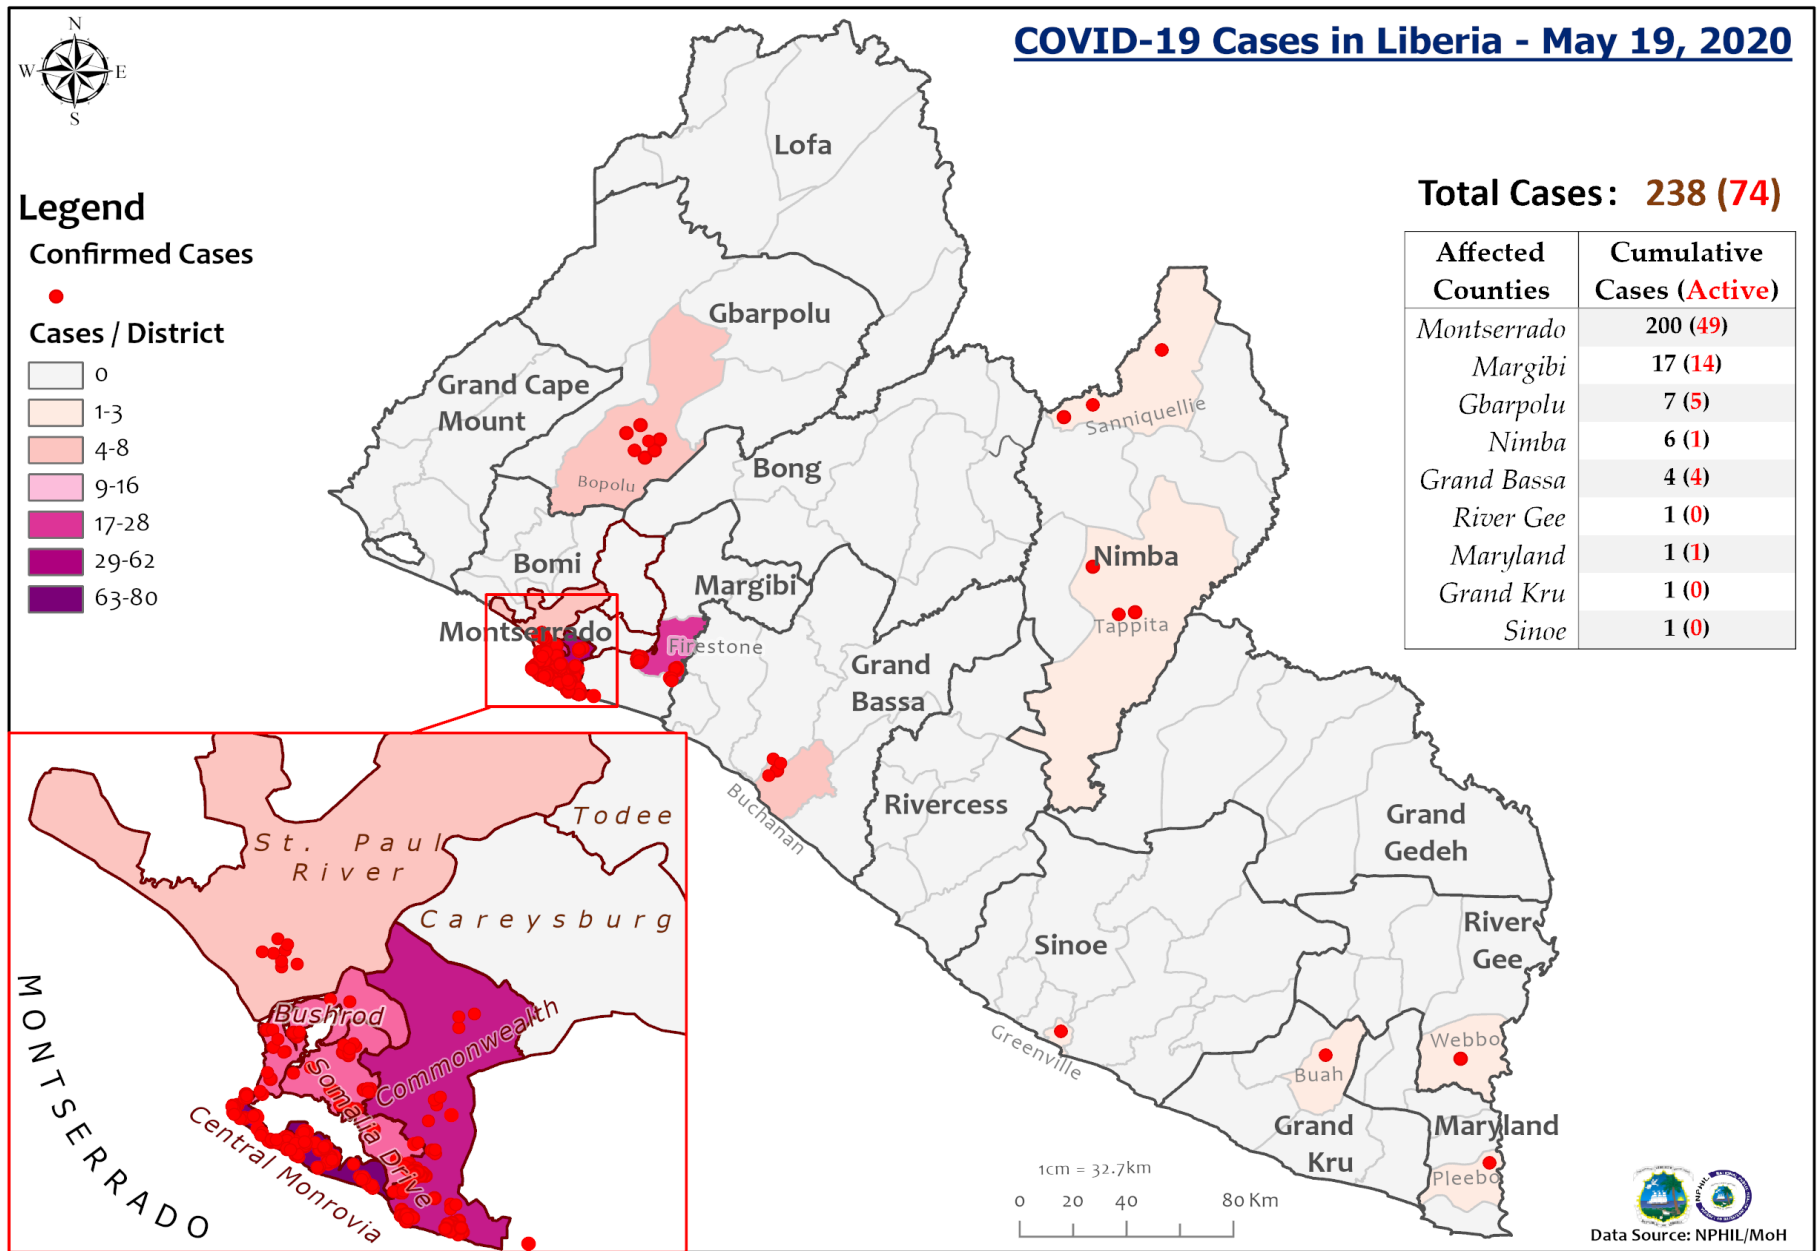 COVID-19 Cases in Liberia - May 19, 2020
N
W
E
S
Legend
Confirmed Cases
Cases / District
0
1-3
4-8
9-16
17-28
29-62
63-80
Total Cases: 238 (74)
Affected Counties
Cumulative Cases (Active)
Montserrado 200 (49)
Margibi 17 (14)
Gbarpolu 7 (5)
Nimba 6 (1)
Grand Bassa 4 (4)
River Gee 1 (0)
Maryland 1 (1)
Grand Kru 1 (0)
Sinoe 1 (0)
Lofa
Gbarpolu
Grand Cape
Mount
Bopolu
Bong
Sanniquellie
Bomi
Margibi
Nimba
Tappita
Montserrado
Firestone
Grand
Bassa
Buchanan
Rivercess
Grand
Gedeh
River
Gee
Sinoe
Greenville
Buah
Webbo
Grand
Kru
Maryland
Pleebo
St. Paul
River
Todee
Careysburg
Bushrod
Commonwealth
Somalia Drive
Central Monrovia
MONTSERRADO
1cm = 32.7km
0 20 40 80 Km
NPHIL
Data Source: NPHIL/MoH